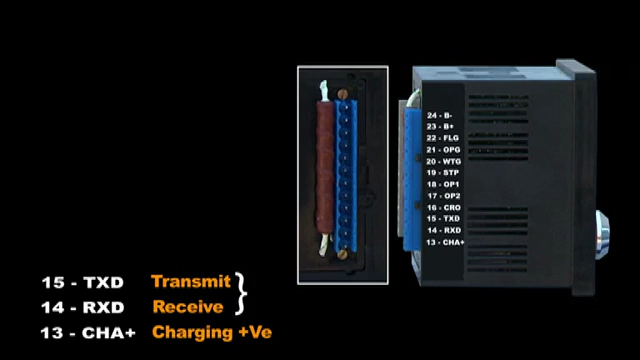 24 - B-
23 - B+
22 - FLG
21 - OPG
20 - WTG
19 - STP
18 - OP1
17 - OP2
16 - CRO
15 - TXD
14 - RXD
13 - CHA+
15 - TXD Transmit
14 - RXD Receive
13 - CHA+ Charging +Ve